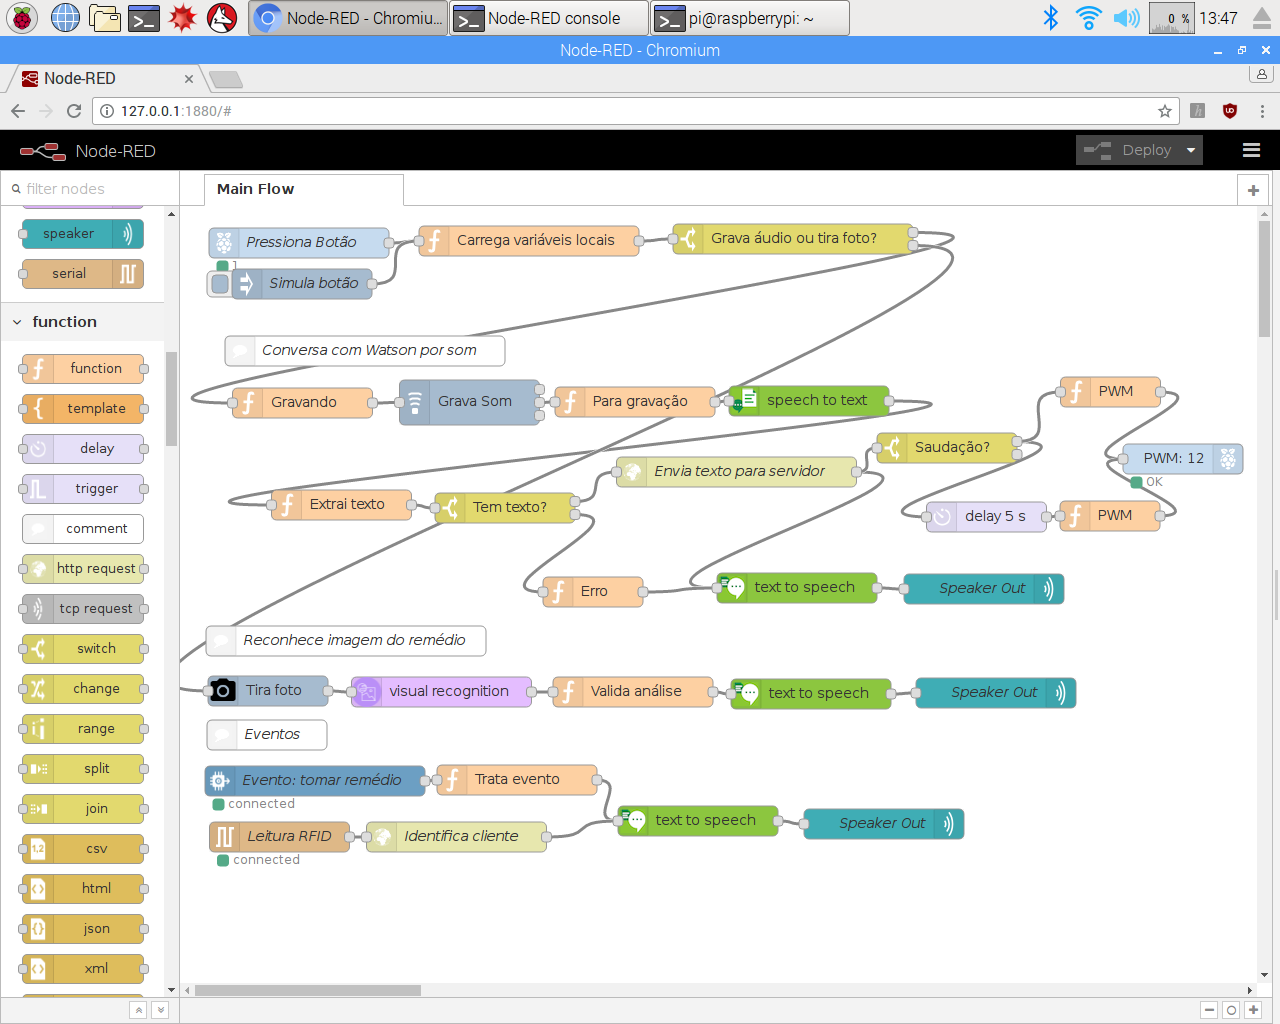 Node-RED - Chromiu...
Node-RED console
pi@raspberrypi: ~
0 %
13:47
Node-RED - Chromium
Node-RED
127.0.0.1:1880/#
Node-RED
Deploy
filter nodes
Main Flow
speaker
serial
function
function
template
delay
trigger
comment
http request
tcp request
switch
change
range
split
join
csv
html
json
xml
Pressiona Botão
1
Simula botão
Carrega variáveis locais
Grava áudio ou tira foto?
Conversa com Watson por som
Gravando
Grava Som
Para gravação
speech to text
PWM
Saudação?
PWM: 12
OK
Envia texto para servidor
Extrai texto
Tem texto?
delay 5 s
PWM
Erro
text to speech
Speaker Out
Reconhece imagem do remédio
Tira foto
visual recognition
Valida análise
text to speech
Speaker Out
Eventos
Evento: tomar remédio
connected
Trata evento
text to speech
Speaker Out
Leitura RFID
connected
Identifica cliente